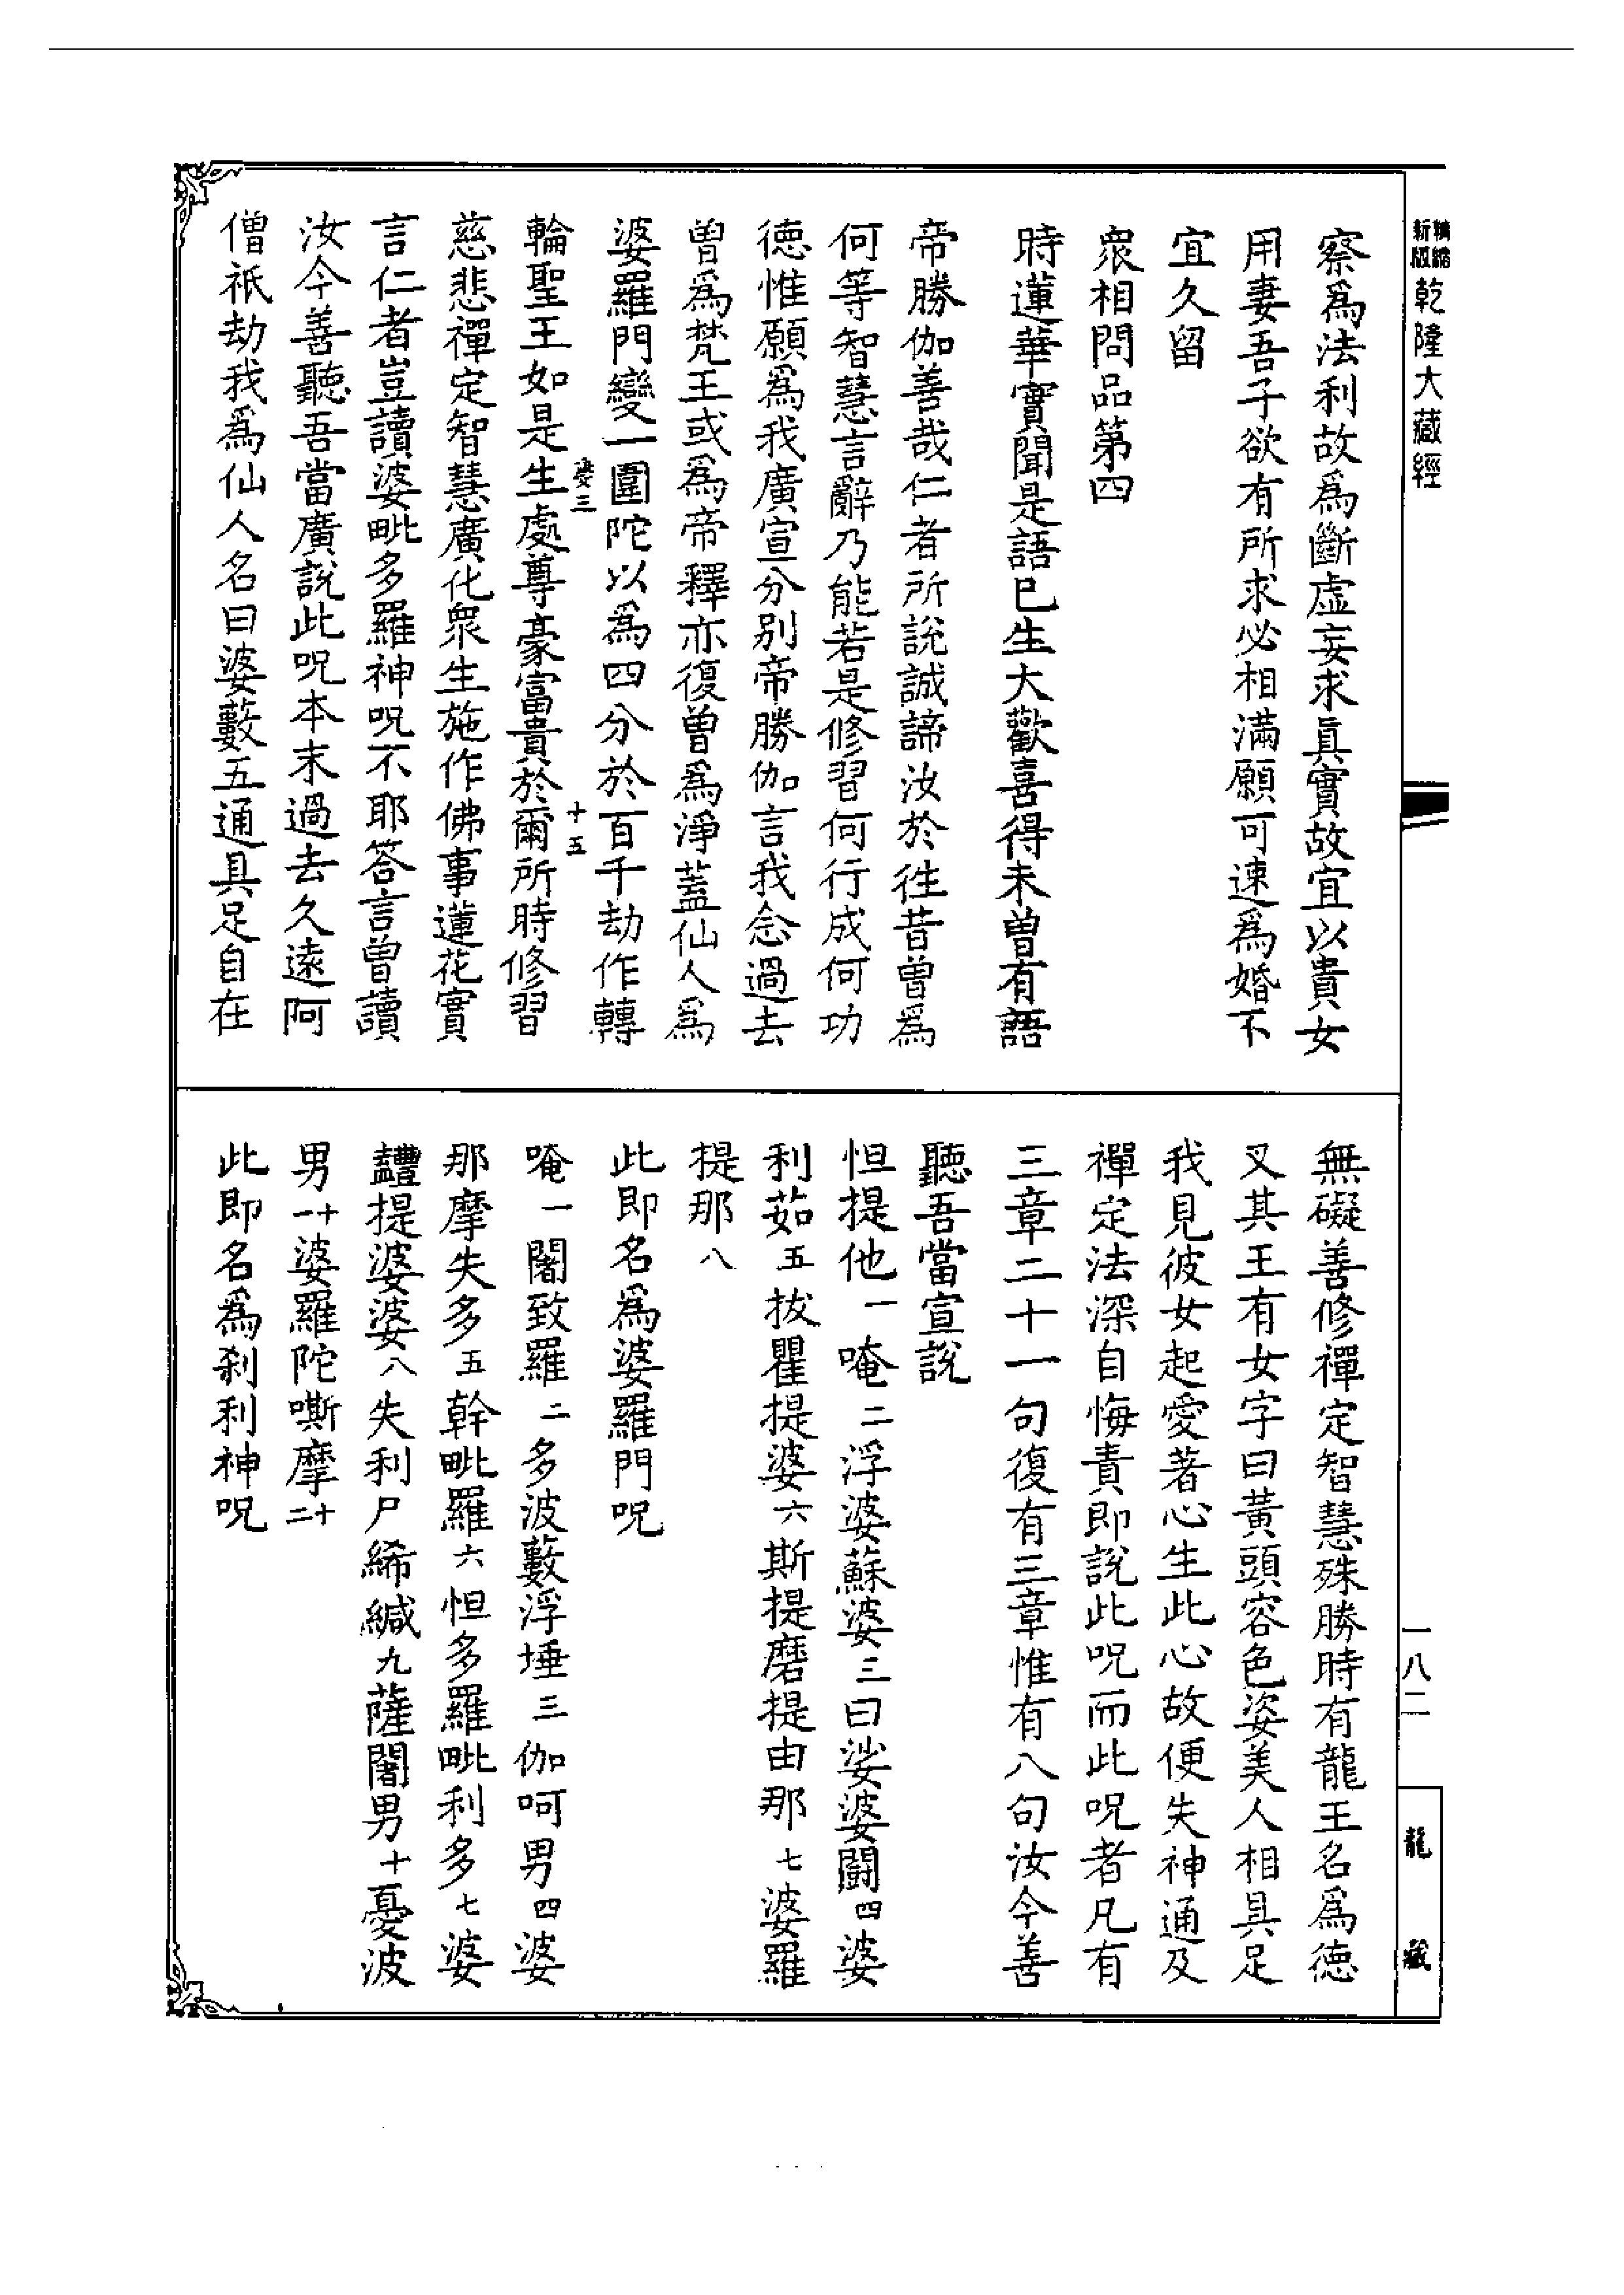 精縮新版乾隆大藏經
察爲法利故爲斷虛妄求眞實故宜以貴女
用妻吾子欲有所求必相滿願可速爲婚不
宜久留
衆相問品第四
時蓮華實聞是語已生大歡喜得未曾有語
帝勝伽善哉仁者所說誠諦汝於往昔曾爲
何等智慧言辭乃能若是修習何行成何功
德惟願爲我廣宣分別帝勝伽言我念過去
曾爲梵王或爲帝釋亦復曾爲淨蓋仙人爲
婆羅門變一圍陀以爲四分於百千劫作轉
三
十五
輪聖王如是生處尊豪富貴於爾所時修習
慈悲禪定智慧廣化衆生施作佛事蓮花實
言仁者豈讀婆毗多羅神呪不耶答言曾讀
汝今善聽吾當廣說此呪本末過去久遠阿
僧祇劫我爲仙人名曰婆藪五通具足自在
無礙善修禪定智慧殊勝時有龍王名爲德
叉其王有女字曰黃頭容色姿美人相具足
我見彼女起愛著心生此心故便失神通及
禪定法深自悔責即說此呪而此呪者凡有
三章二十一句復有三章惟有八句汝今善
聽吾當宣說
怛提他一唵二浮婆蘇婆三曰娑婆闘四婆
利茹五拔瞿提婆六斯提磨提由那七婆羅
提那八
此即名爲婆羅門呪
唵一闍致羅二多波藪浮埵三伽呵男四婆
那摩失多五幹毗羅六怛多羅毗利多七婆
提婆婆八失利尸絺緘九薩闍男十憂波
男十一婆羅陀嘶摩十二
此即名爲刹利神呪
一八二
龍藏